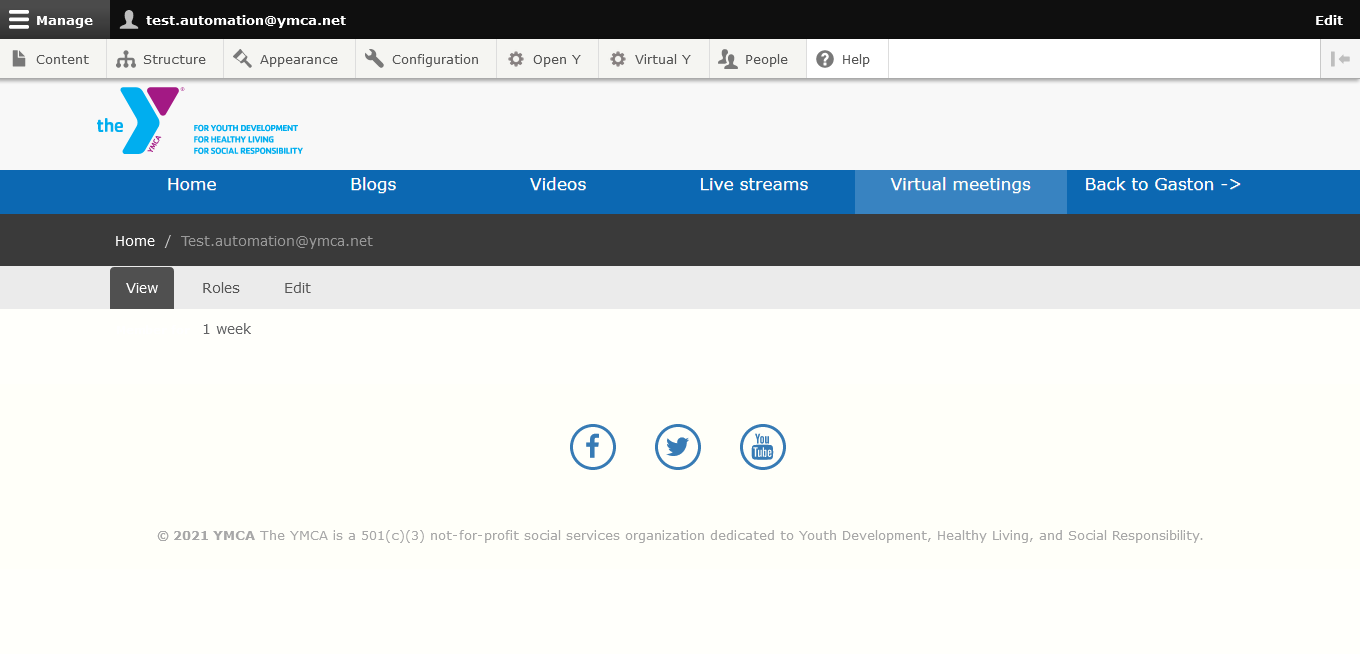 Manage test.automation@ymca.net Edit
Content Structure Appearance Configuration Open Y Virtual Y People Help
the YMCA ®
FOR YOUTH DEVELOPMENT
FOR HEALTHY LIVING
FOR SOCIAL RESPONSIBILITY
Home Blogs Videos Live streams Virtual meetings Back to Gaston ->
Home / Test.automation@ymca.net
View Roles Edit
1 week
You
Tube
© 2021 YMCA The YMCA is a 501(c)(3) not-for-profit social services organization dedicated to Youth Development, Healthy Living, and Social Responsibility.